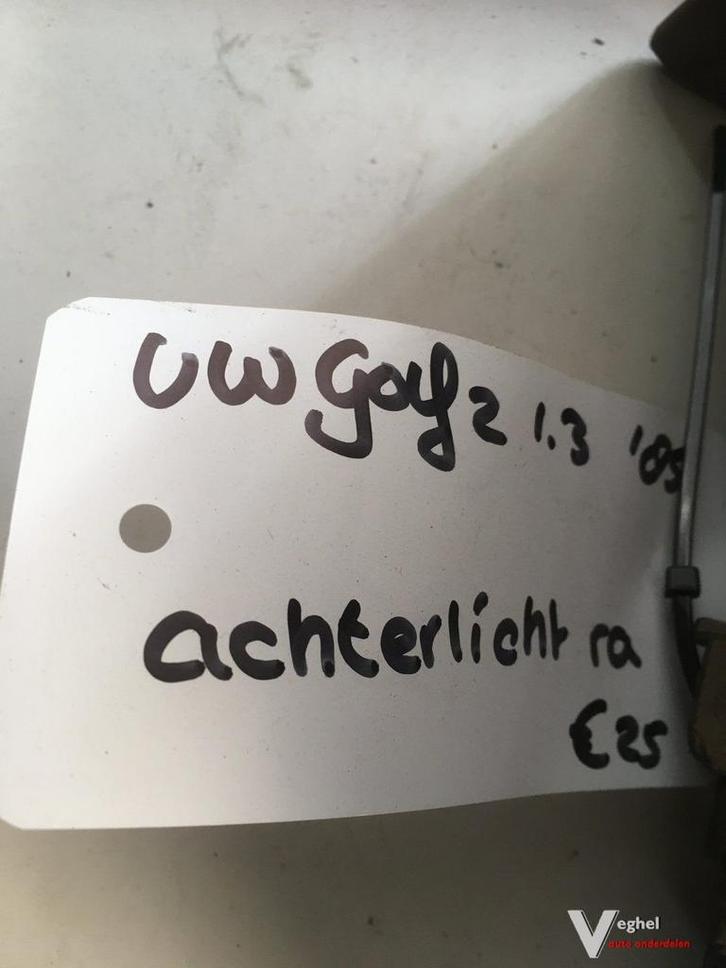 VW Golf 2 1.3 '85
achterlicht ra
€25
Veghel
auto onderdelen